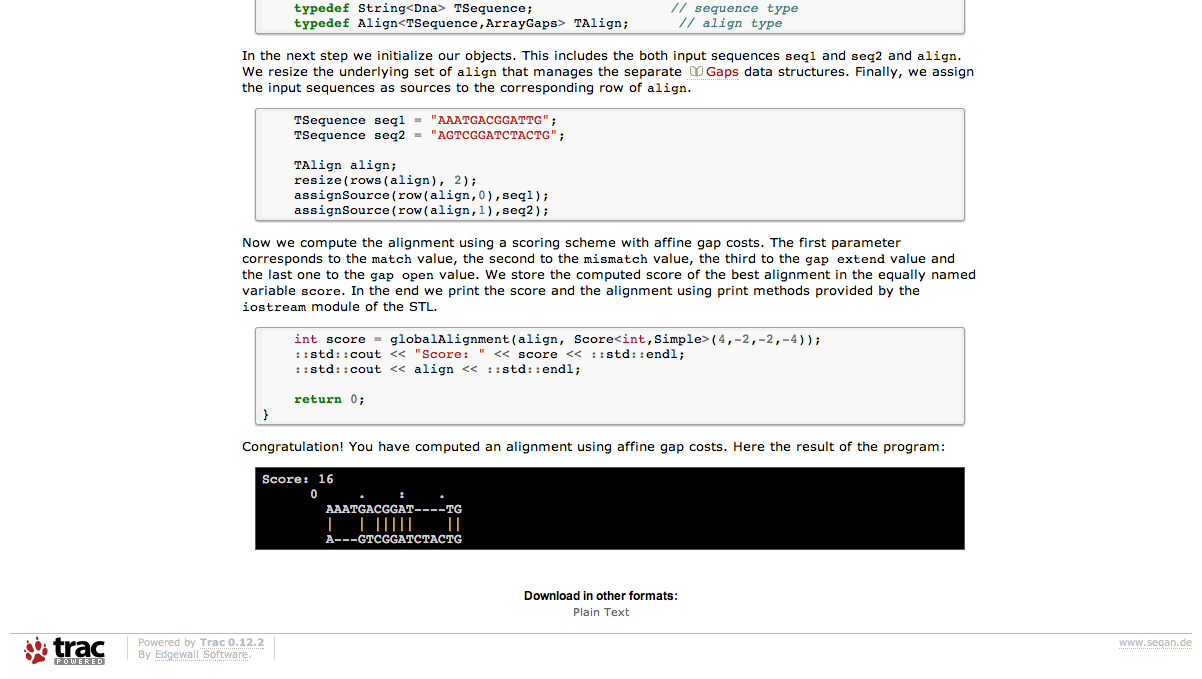 typedef String<Dna> TSequence; // sequence type
typedef Align<TSequence,ArrayGaps> TAlign; // align type
In the next step we initialize our objects. This includes the both input sequences seq1 and seq2 and align.
We resize the underlying set of align that manages the separate Gaps data structures. Finally, we assign
the input sequences as sources to the corresponding row of align.
TSequence seq1 = "AAATGACGGATTG";
TSequence seq2 = "AGTCGGATCTACTG";
TAlign align;
resize(rows(align), 2);
assignSource(row(align,0),seq1);
assignSource(row(align,1),seq2);
Now we compute the alignment using a scoring scheme with affine gap costs. The first parameter
corresponds to the match value, the second to the mismatch value, the third to the gap extend value and
the last one to the gap open value. We store the computed score of the best alignment in the equally named
variable score. In the end we print the score and the alignment using print methods provided by the
iostream module of the STL.
int score = globalAlignment(align, Score<int,Simple>(4,-2,-2,-4));
::std::cout << "Score: " << score << ::std::endl;
::std::cout << align << ::std::endl;
return 0;
}
Congratulation! You have computed an alignment using affine gap costs. Here the result of the program:
Score: 16
0 . : .
AAATGACGGAT----TG
| | ||||| ||
A---GTCGGATCTACTG
Download in other formats:
Plain Text
trac POWERED
Powered by Trac 0.12.2
By Edgewall Software.
www.seqan.de